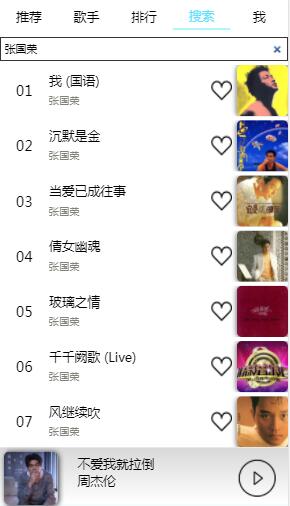 推荐 歌手 排行 搜索 我
张国荣
01 我 (国语)
张国荣
02 沉默是金
张国荣
03 当爱已成往事
张国荣
04 倩女幽魂
张国荣
05 玻璃之情
张国荣
06 千千阙歌 (Live)
张国荣
07 风继续吹
张国荣
不爱我就拉倒
周杰伦